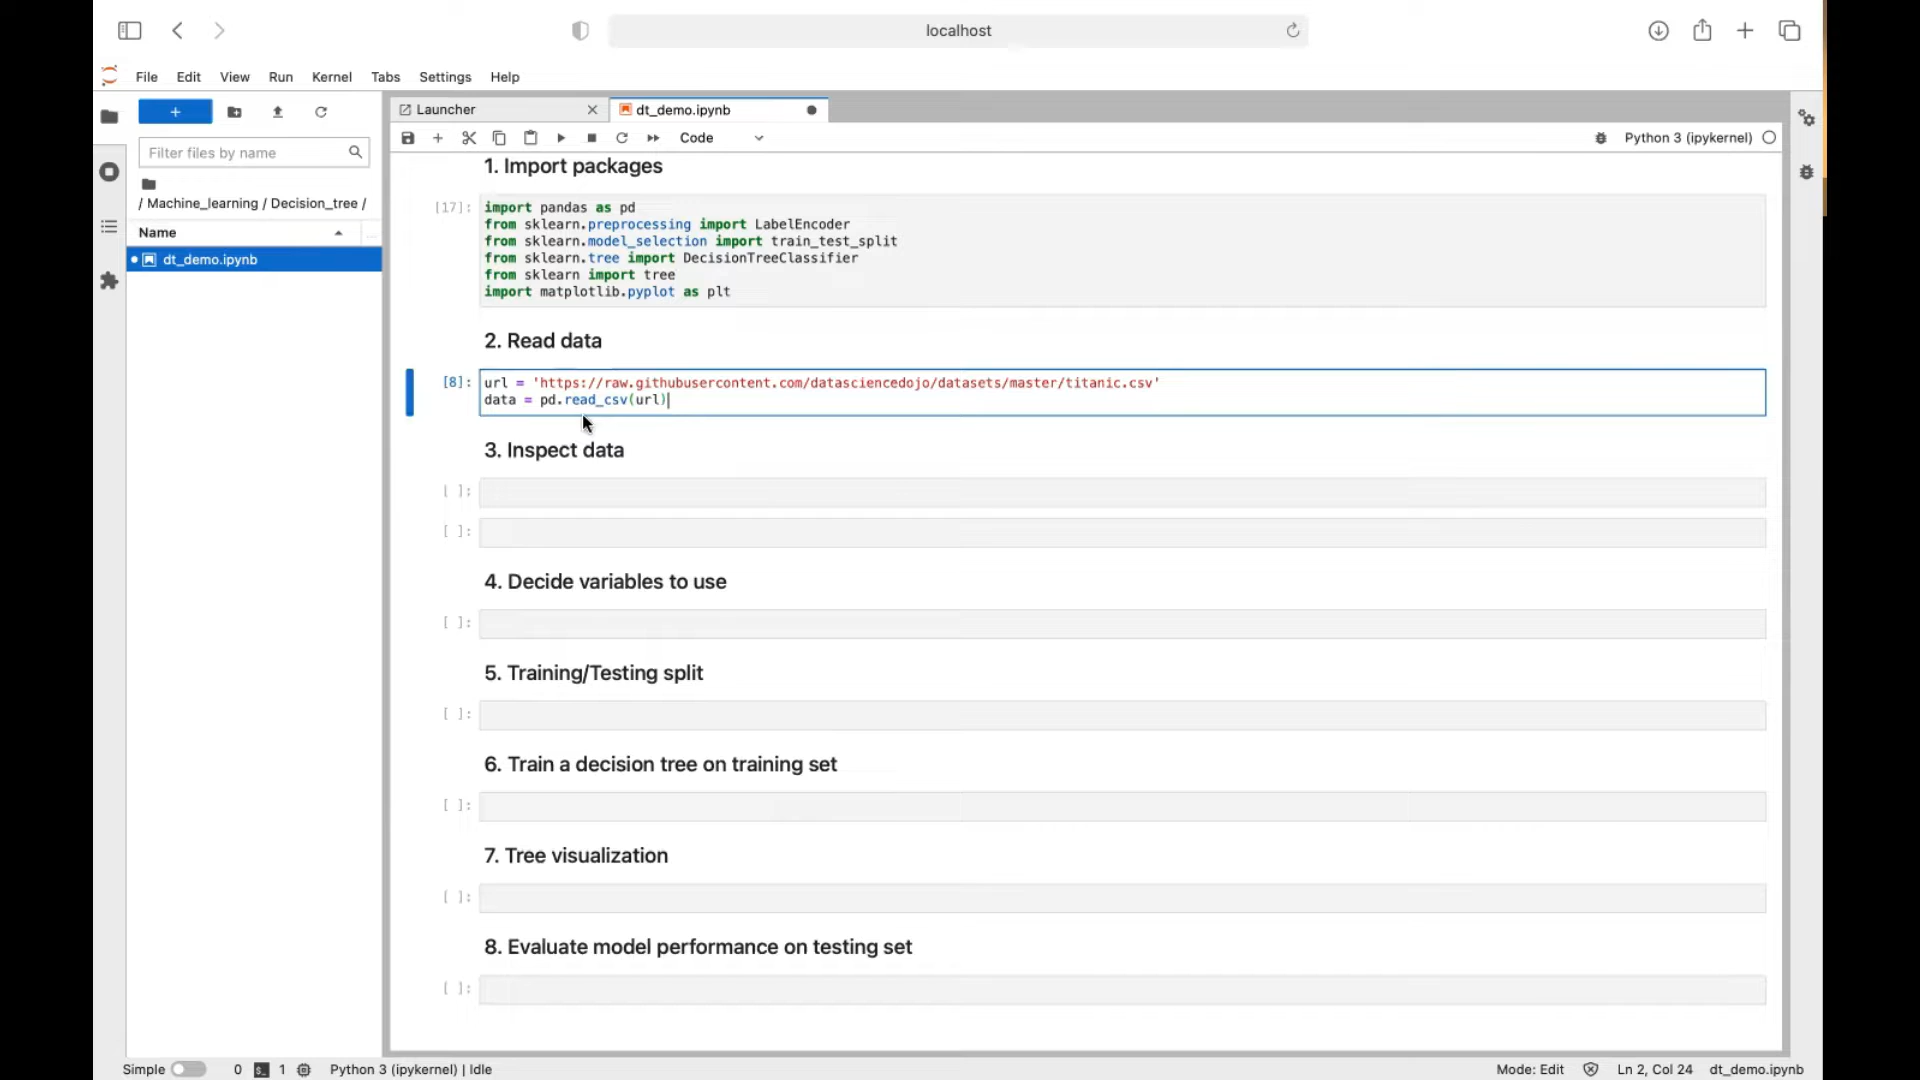 localhost
File Edit View Run Kernel Tabs Settings Help
+
Filter files by name
/ Machine_learning / Decision_tree /
Name
dt_demo.ipynb
Launcher
dt_demo.ipynb
Code
Python 3 (ipykernel)
1. Import packages
[17]:
import pandas as pd
from sklearn.preprocessing import LabelEncoder
from sklearn.model_selection import train_test_split
from sklearn.tree import DecisionTreeClassifier
from sklearn import tree
import matplotlib.pyplot as plt
2. Read data
[8]:
url = 'https://raw.githubusercontent.com/datasciencedojo/datasets/master/titanic.csv'
data = pd.read_csv(url)
3. Inspect data
[ ]:
[ ]:
4. Decide variables to use
[ ]:
5. Training/Testing split
[ ]:
6. Train a decision tree on training set
[ ]:
7. Tree visualization
[ ]:
8. Evaluate model performance on testing set
[ ]:
Simple 0 1 Python 3 (ipykernel) | Idle Mode: Edit Ln 2, Col 24 dt_demo.ipynb